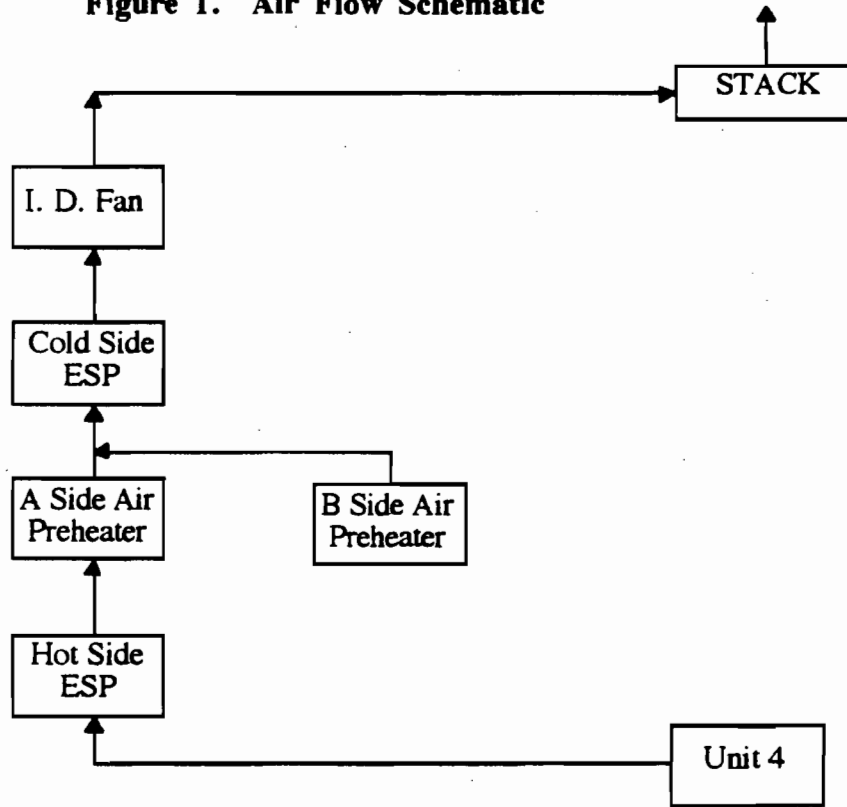 Figure 1. Air Flow Schematic
STACK
I. D. Fan
Cold Side
ESP
A Side Air
Preheater
B Side Air
Preheater
Hot Side
ESP
Unit 4